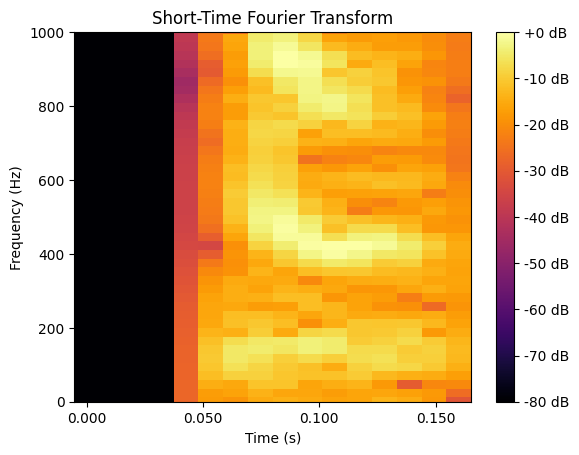 Short-Time Fourier Transform
Frequency (Hz)
1000
800
600
400
200
0
0.000
0.050
0.100
0.150
Time (s)
+0 dB
-10 dB
-20 dB
-30 dB
-40 dB
-50 dB
-60 dB
-70 dB
-80 dB